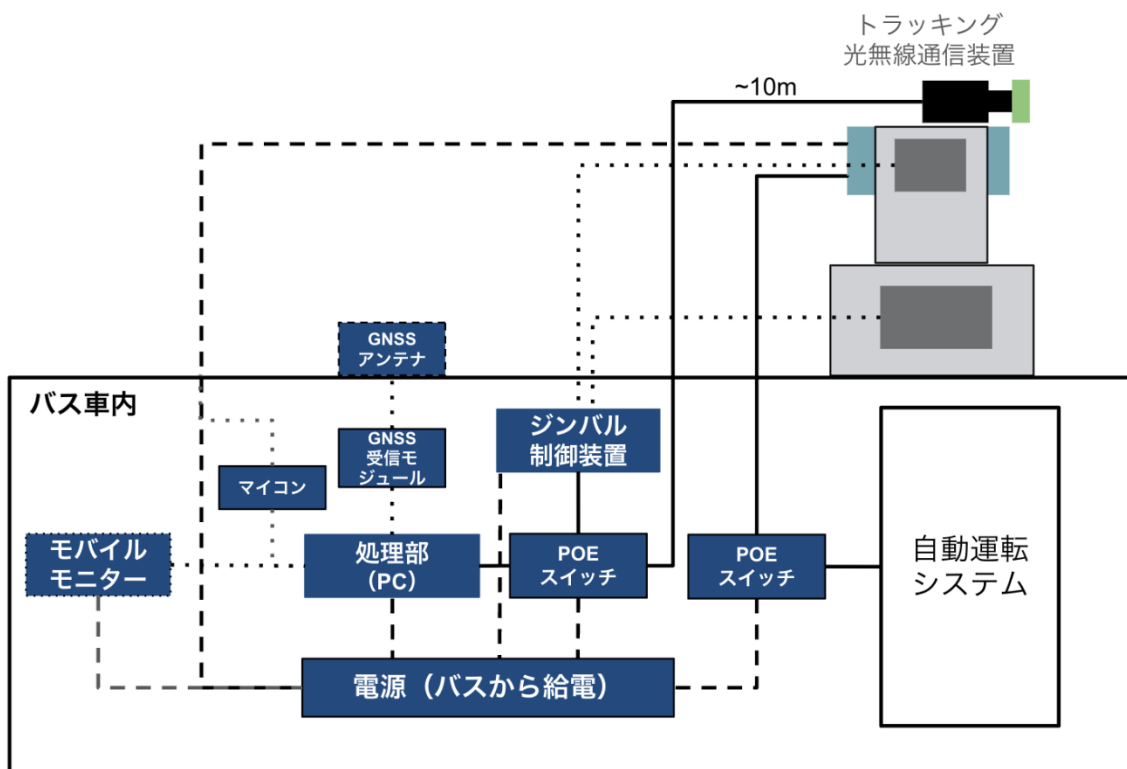 トラッキング
光無線通信装置
~10m
GNSS
アンテナ
バス車内
ジンバル
制御装置
GNSS
受信モ
ジュール
マイコン
モバイル
モニター
処理部
（PC）
POE
スイッチ
POE
スイッチ
自動運転
システム
電源（バスから給電）